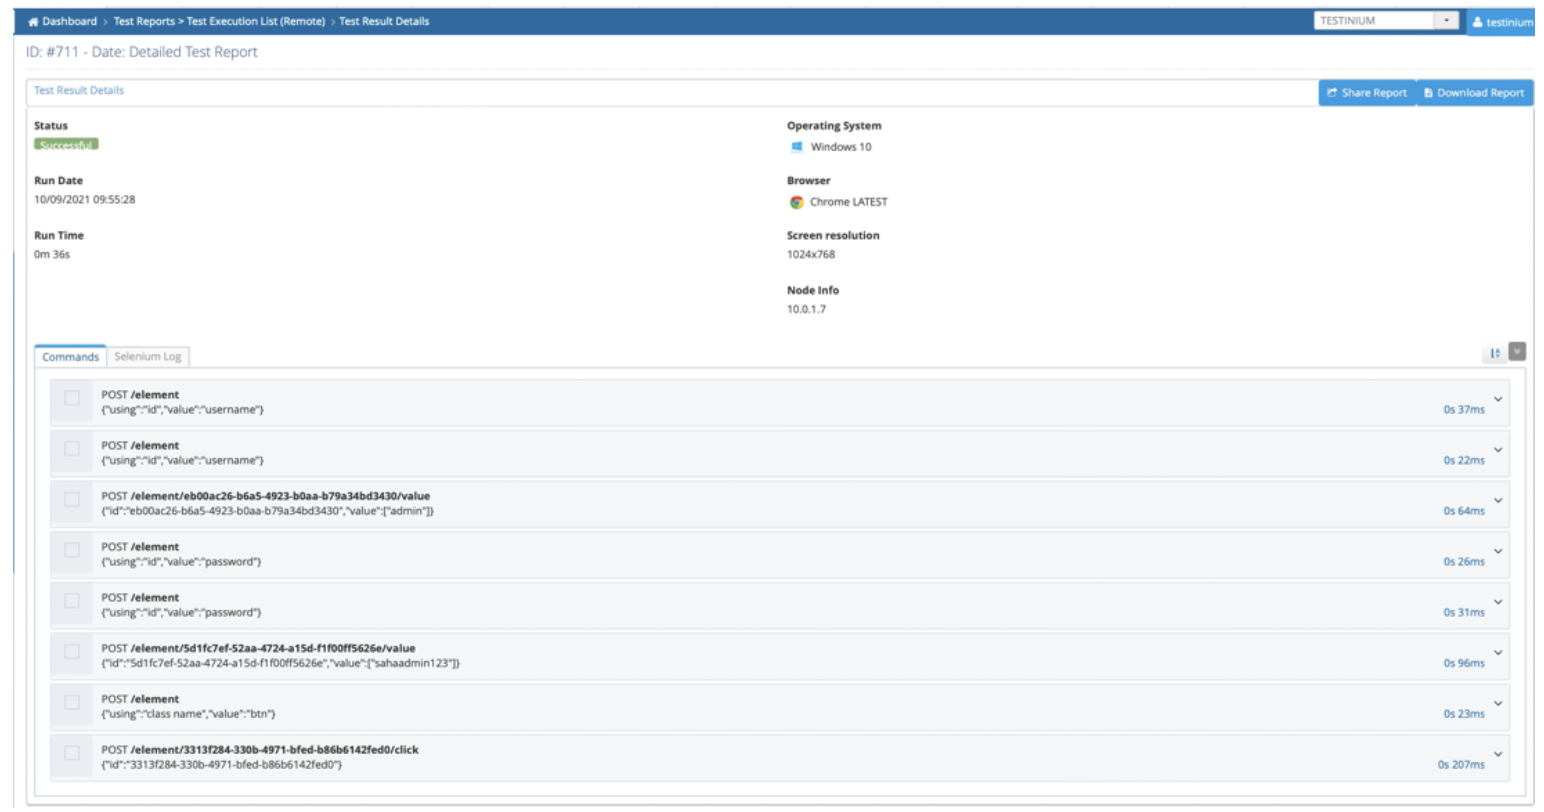 Dashboard > Test Reports > Test Execution List (Remote) > Test Result Details
TESTINIUM
testinium
ID: #711 - Date: Detailed Test Report
Test Result Details
Share Report
Download Report
Status
Successful
Operating System
Windows 10
Run Date
10/09/2021 09:55:28
Browser
Chrome LATEST
Run Time
0m 36s
Screen resolution
1024x768
Node Info
10.0.1.7
Commands
Selenium Log
POST /element
{"using":"id","value":"username"}
0s 37ms
POST /element
{"using":"id","value":"username"}
0s 22ms
POST /element/eb00ac26-b6a5-4923-b0aa-b79a34bd3430/value
{"id":"eb00ac26-b6a5-4923-b0aa-b79a34bd3430","value":["admin"]}
0s 64ms
POST /element
{"using":"id","value":"password"}
0s 26ms
POST /element
{"using":"id","value":"password"}
0s 31ms
POST /element/5d1fc7ef-52aa-4724-a15d-f1f00ff5626e/value
{"id":"5d1fc7ef-52aa-4724-a15d-f1f00ff5626e","value":["sahaadmin123"]}
0s 96ms
POST /element
{"using":"class name","value":"btn"}
0s 23ms
POST /element/3313f284-330b-4971-bfed-b86b6142fed0/click
{"id":"3313f284-330b-4971-bfed-b86b6142fed0"}
0s 207ms